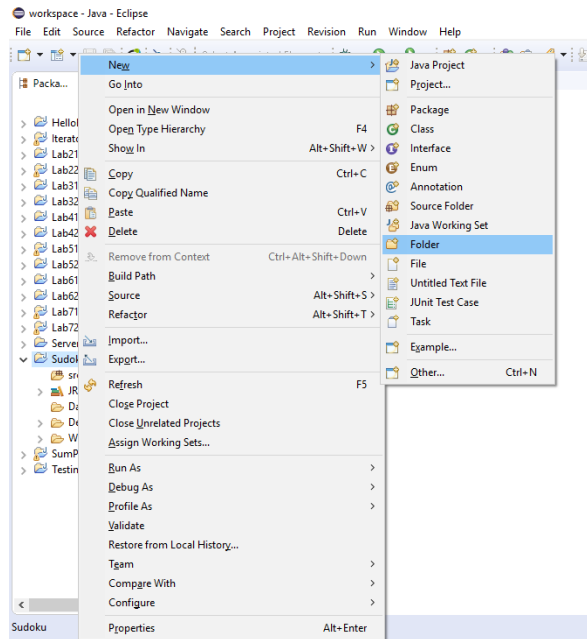 workspace - Java - Eclipse
File Edit Source Refactor Navigate Search Project Revision Run Window Help
Packa...
Hello
Iterato
Lab21
Lab22
Lab31
Lab32
Lab41
Lab42
Lab51
Lab52
Lab61
Lab62
Lab71
Lab72
Server
Sudok
src
JR
Da
De
W
SumP
Testin
New
Go Into
Open in New Window
Open Type Hierarchy F4
Show In Alt+Shift+W >
Copy Ctrl+C
Copy Qualified Name
Paste Ctrl+V
Delete Delete
Remove from Context Ctrl+Alt+Shift+Down
Build Path
Source Alt+Shift+S >
Refactor Alt+Shift+T >
Import...
Export...
Refresh F5
Close Project
Close Unrelated Projects
Assign Working Sets...
Run As
Debug As
Profile As
Validate
Restore from Local History...
Team
Compare With
Configure
Properties Alt+Enter
Java Project
Project...
Package
Class
Interface
Enum
Annotation
Source Folder
Java Working Set
Folder
File
Untitled Text File
JUnit Test Case
Task
Example...
Other... Ctrl+N
Sudoku